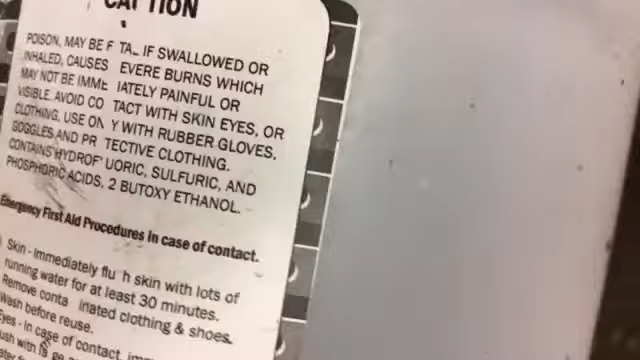 CAUTION
POISON, MAY BE F TA_ IF SWALLOWED OR
INHALED, CAUSES EVERE BURNS WHICH
MAY NOT BE IMME IATELY PAINFUL OR
VISIBLE. AVOID CO TACT WITH SKIN EYES, OR
CLOTHING, USE ON Y WITH RUBBER GLOVES,
GOGGLES AND PR TECTIVE CLOTHING.
CONTAINS HYDROF UORIC, SULFURIC, AND
PHOSPHORIC ACIDS, 2 BUTOXY ETHANOL.
Emergency First Aid Procedures in case of contact.
Skin - Immediately flu h skin with lots of
running water for at least 30 minutes.
Remove conta inated clothing & shoes.
Wash before reuse.
Eyes - In case of contact,